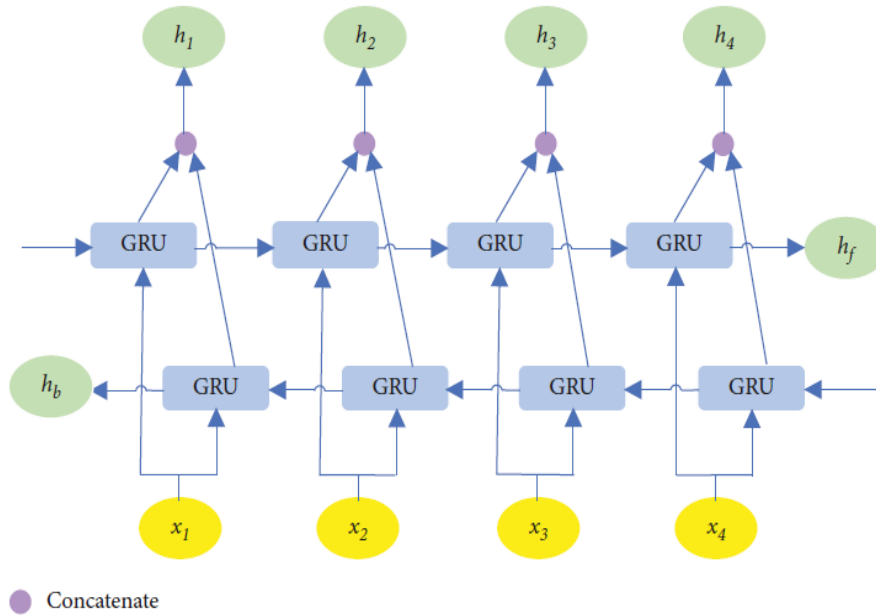 h1 h2 h3 h4
GRU GRU GRU GRU hf
hb GRU GRU GRU GRU
x1 x2 x3 x4
Concatenate